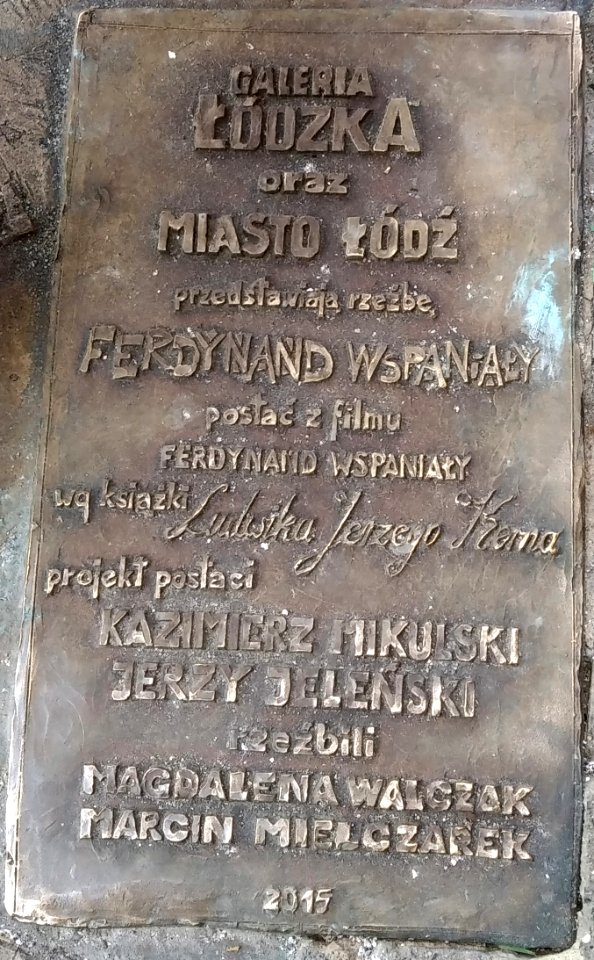 GALERIA
ŁÓDZKA
oraz
MIASTO ŁÓDŹ
przedstawiają rzeźbę
FERDYNAND WSPANiAŁY
postać z filmu
FERDYNAND WSPANIAŁY
wg książki Ludwika Jerzego Kerna
projekt postaci
KAZIMIERZ MIKULSKI
JERZY JELEŃSKI
rzeźbili
MAGDALENA WALCZAK
MARCIN MIELCZAREK
2015